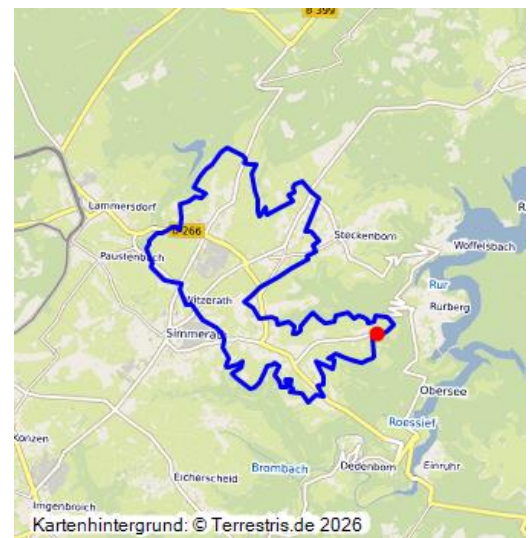 B 399
Lammersdorf
B 266
Paustenbach
Steckenborn
Woffelsbach
R
Rur
Rurberg
Witzerath
Simmerath
Obersee
Roessief
Konzen
Dedenborn
Einruhr
Brombach
Eicherscheid
Imgenbroich
Kartenhintergrund: © Terrestris.de 2026